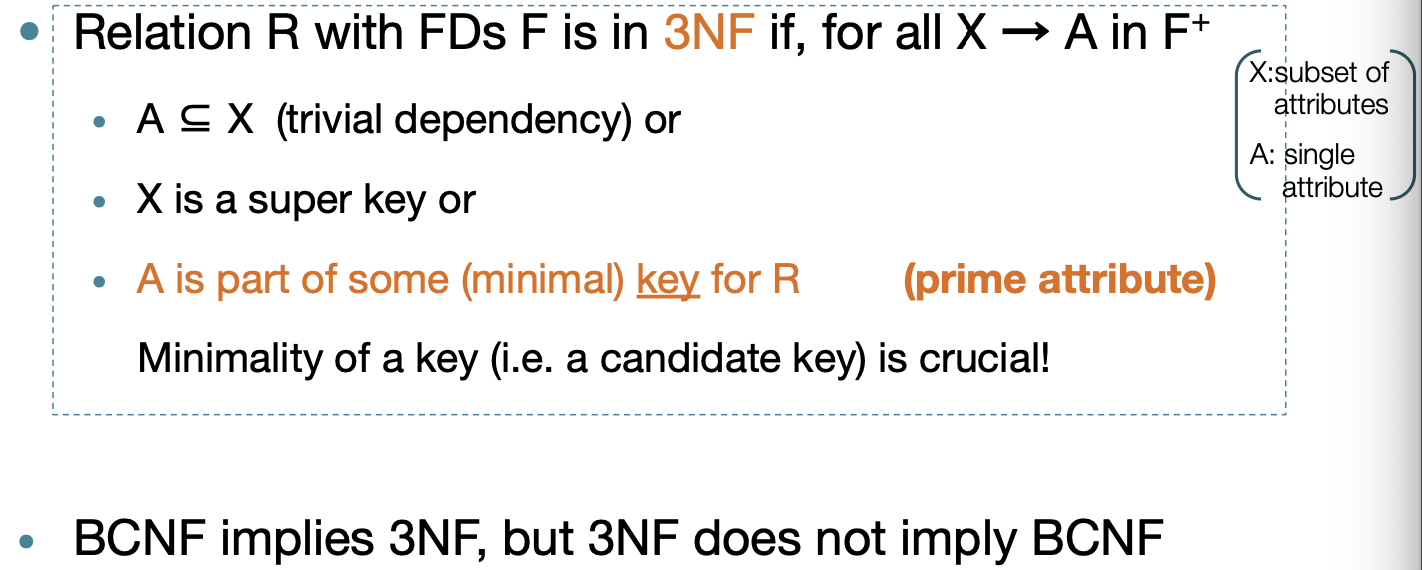 • Relation R with FDs F is in 3NF if, for all X → A in F⁺
X:subset of
attributes
A: single
attribute
• A ⊆ X (trivial dependency) or
• X is a super key or
• A is part of some (minimal) key for R (prime attribute)
Minimality of a key (i.e. a candidate key) is crucial!
• BCNF implies 3NF, but 3NF does not imply BCNF